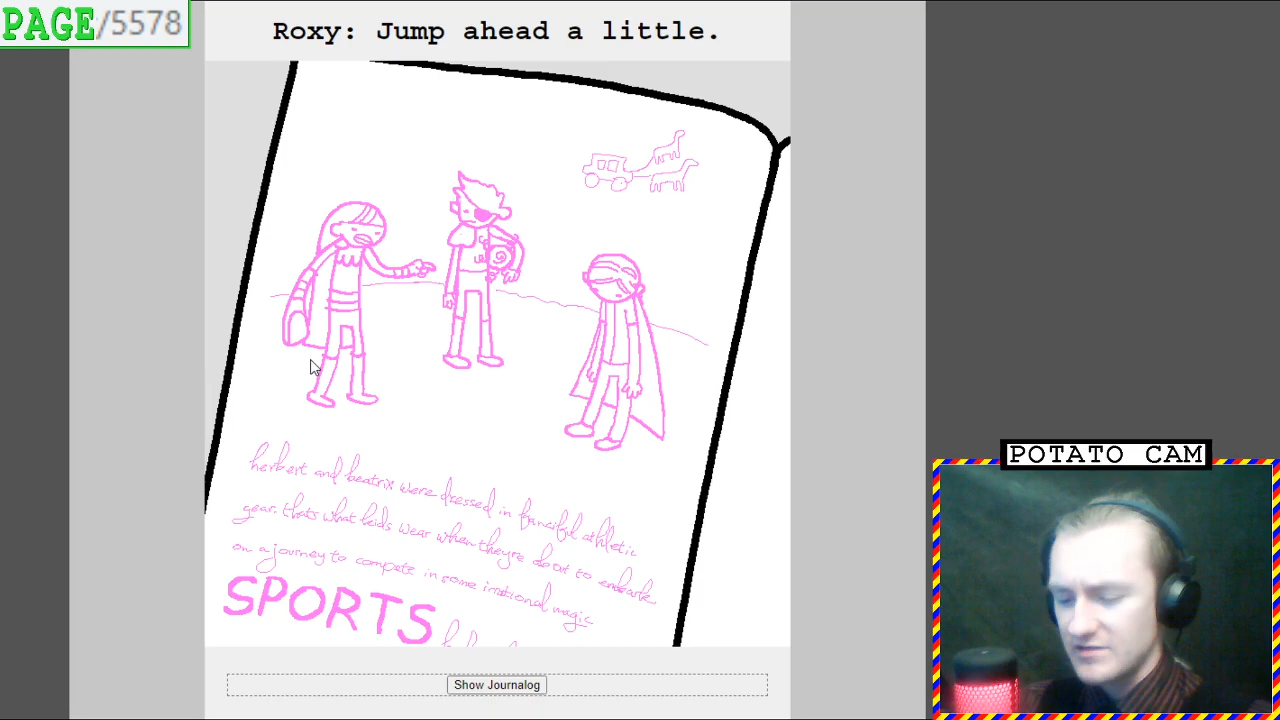 PAGE/5578
Roxy: Jump ahead a little.
herbert and beatrix were dressed in fanciful athletic
gear. thats what kids wear when theyre about to embark
on a journey to compete in some irrational magic
SPORTS
Show Journalog
POTATO CAM